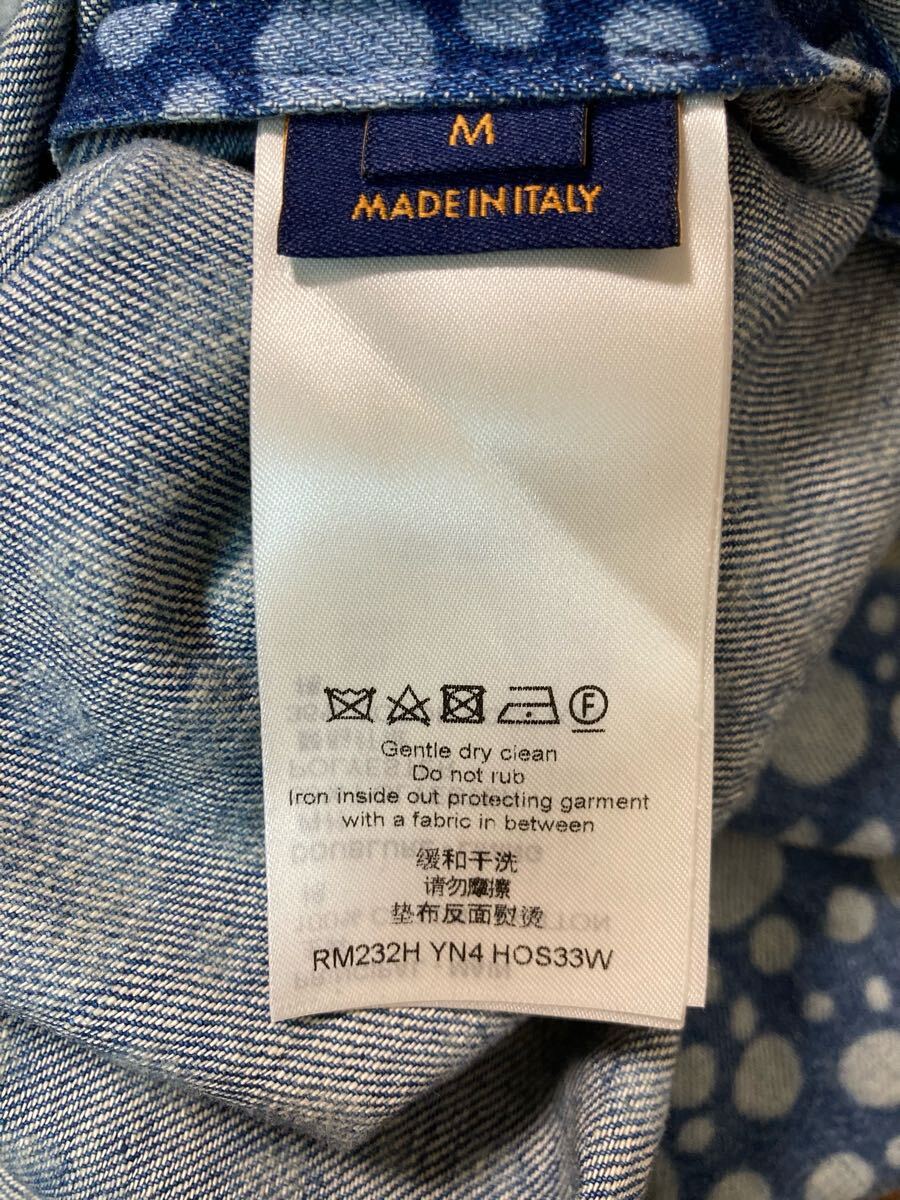 M
MADE IN ITALY
F
Gentle dry clean
Do not rub
Iron inside out protecting garment
with a fabric in between
缓和干洗
请勿摩擦
垫布反面熨烫
RM232H YN4 HOS33W